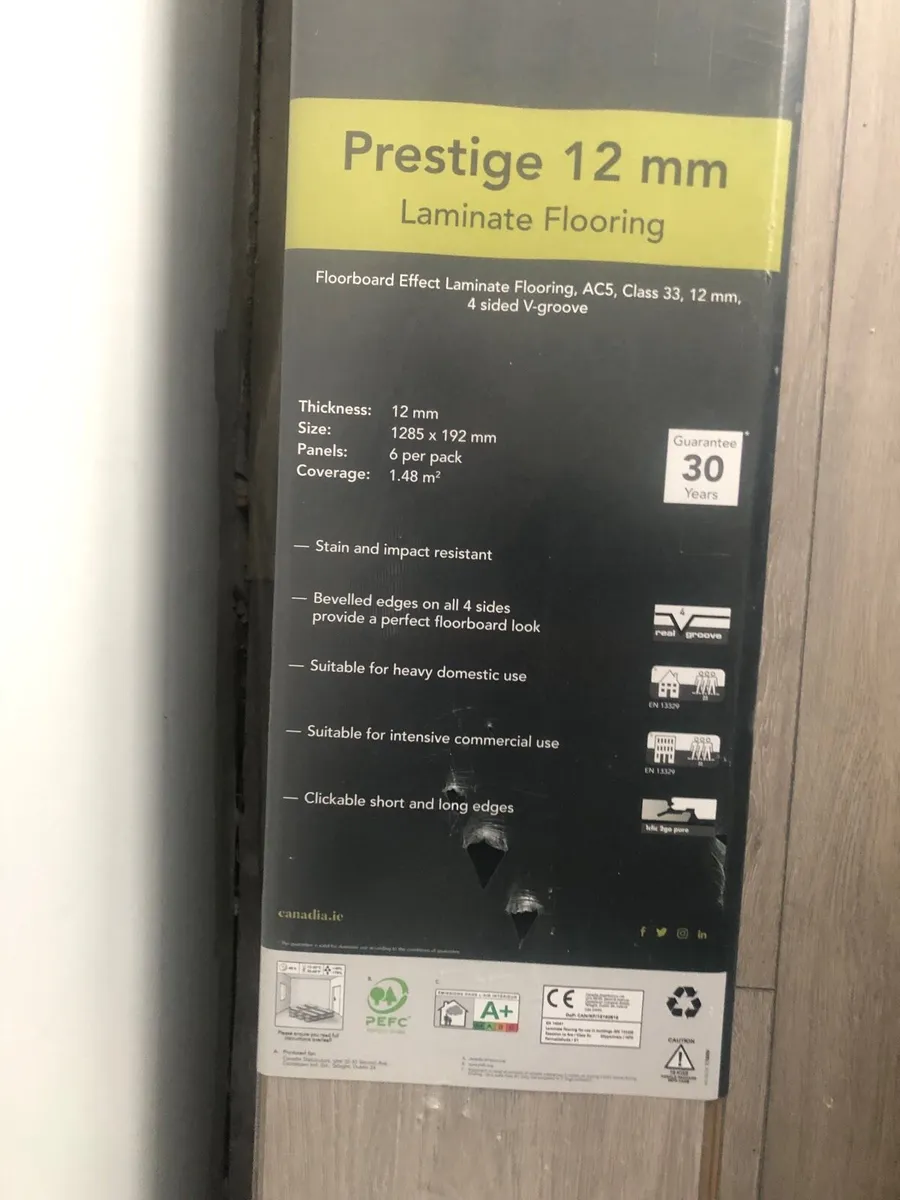 Prestige 12 mm
Laminate Flooring
Floorboard Effect Laminate Flooring, AC5, Class 33, 12 mm,
4 sided V-groove
Thickness: 12 mm
Size: 1285 x 192 mm
Panels: 6 per pack
Coverage: 1.48 m²
Guarantee*
30
Years
— Stain and impact resistant
— Bevelled edges on all 4 sides
provide a perfect floorboard look
4
real groove
— Suitable for heavy domestic use
EN 13329
— Suitable for intensive commercial use
EN 13329
— Clickable short and long edges
canadia.ie
PEFC
A+
CE
CAUTION